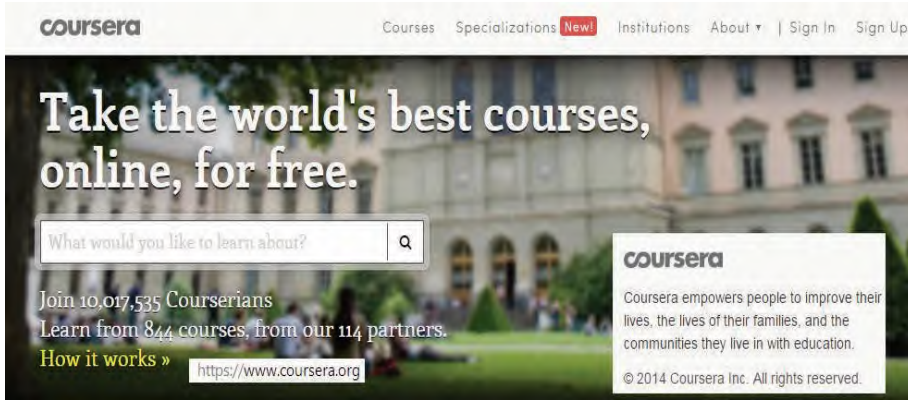 coursera Courses Specializations New! Institutions About ▾ | Sign In Sign Up
Take the world's best courses,
online, for free.
What would you like to learn about?
Join 10,017,535 Courserians
Learn from 844 courses, from our 114 partners.
How it works »
https://www.coursera.org
coursera
Coursera empowers people to improve their
lives, the lives of their families, and the
communities they live in with education.
© 2014 Coursera Inc. All rights reserved.